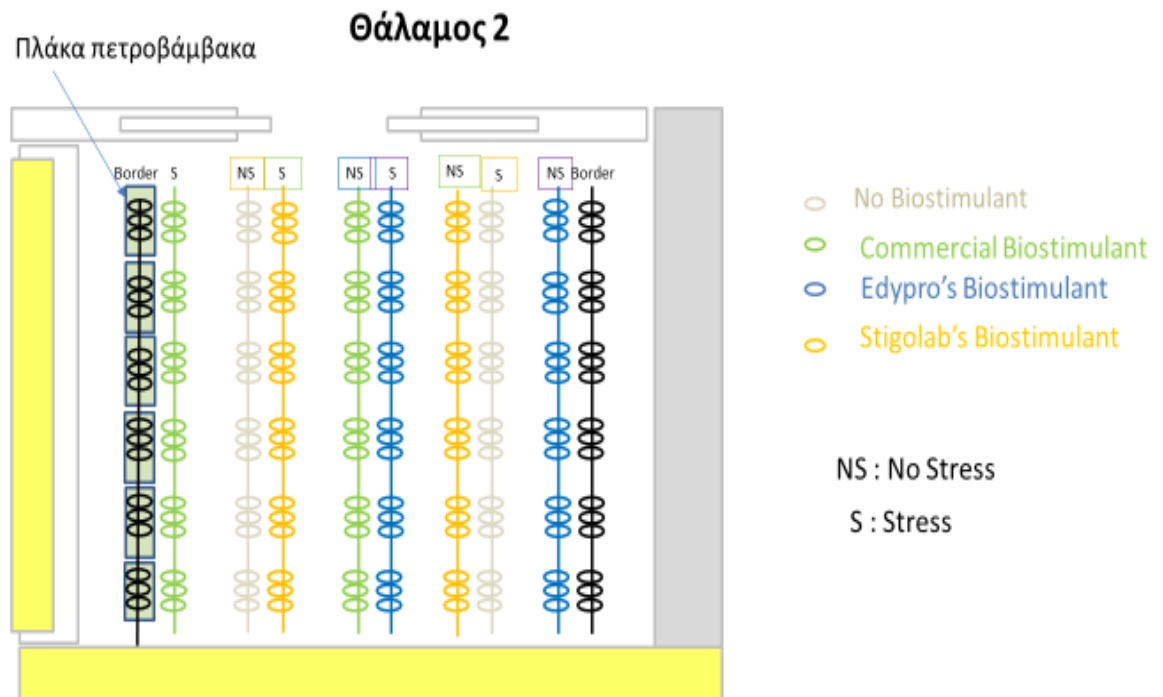 Θάλαμος 2
Πλάκα πετροβάμβακα
Border S NS S NS S NS S NS Border
No Biostimulant
Commercial Biostimulant
Edypro's Biostimulant
Stigolab's Biostimulant
NS : No Stress
S : Stress